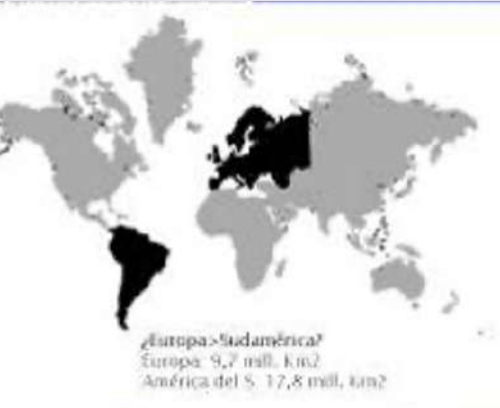 ¿Europa>Sudamérica?
Europa: 9,7 mill. km2
América del S. 17,8 mill. km2